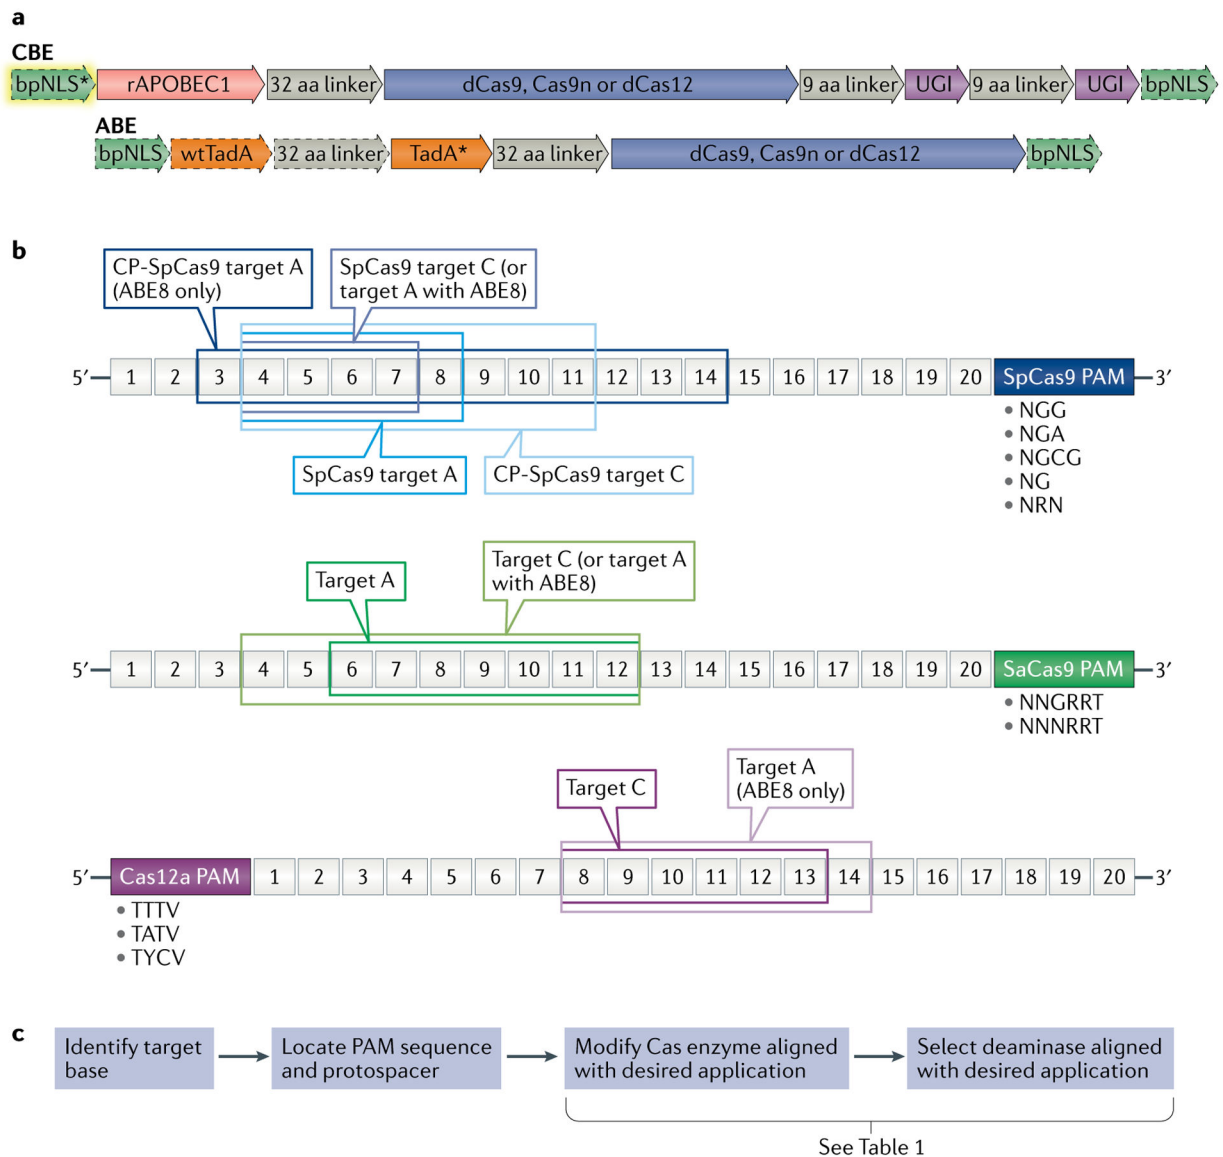 a
CBE
bpNLS* rAPOBEC1 32 aa linker dCas9, Cas9n or dCas12 9 aa linker UGI 9 aa linker UGI bpNLS
ABE
bpNLS wtTadA 32 aa linker TadA* 32 aa linker dCas9, Cas9n or dCas12 bpNLS
b
CP-SpCas9 target A
(ABE8 only)
SpCas9 target C (or
target A with ABE8)
5′ 1 2 3 4 5 6 7 8 9 10 11 12 13 14 15 16 17 18 19 20 SpCas9 PAM 3′
• NGG
• NGA
• NGCG
• NG
• NRN
SpCas9 target A
CP-SpCas9 target C
Target A
Target C (or target A
with ABE8)
5′ 1 2 3 4 5 6 7 8 9 10 11 12 13 14 15 16 17 18 19 20 SaCas9 PAM 3′
• NNGRRT
• NNNRRT
Target C
Target A
(ABE8 only)
5′ Cas12a PAM 1 2 3 4 5 6 7 8 9 10 11 12 13 14 15 16 17 18 19 20 3′
• TTTV
• TATV
• TYCV
c
Identify target
base
Locate PAM sequence
and protospacer
Modify Cas enzyme aligned
with desired application
Select deaminase aligned
with desired application
See Table 1